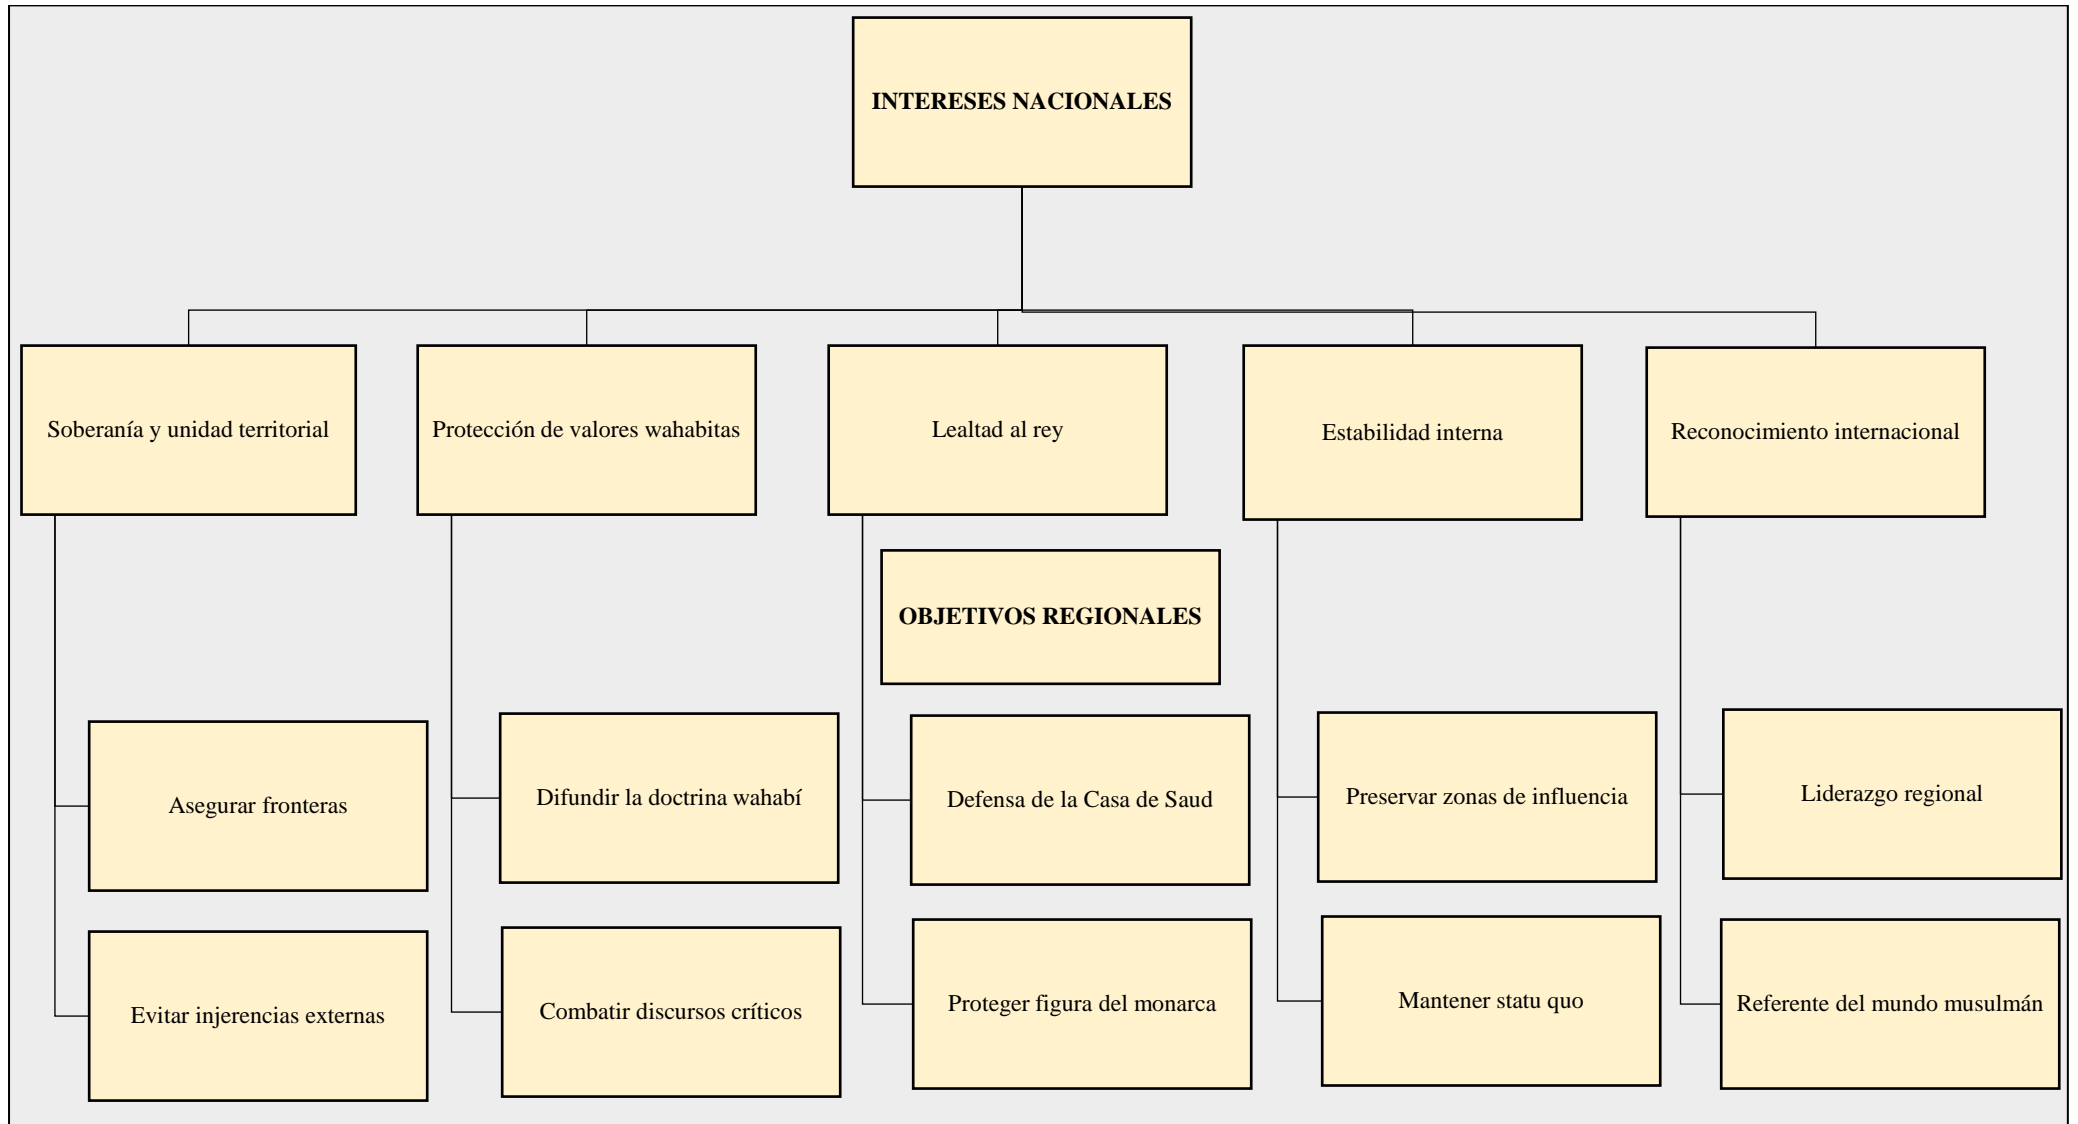 INTERESES NACIONALES
Soberanía y unidad territorial
Protección de valores wahabitas
Lealtad al rey
Estabilidad interna
Reconocimiento internacional
OBJETIVOS REGIONALES
Asegurar fronteras
Difundir la doctrina wahabí
Defensa de la Casa de Saud
Preservar zonas de influencia
Liderazgo regional
Evitar injerencias externas
Combatir discursos críticos
Proteger figura del monarca
Mantener statu quo
Referente del mundo musulmán